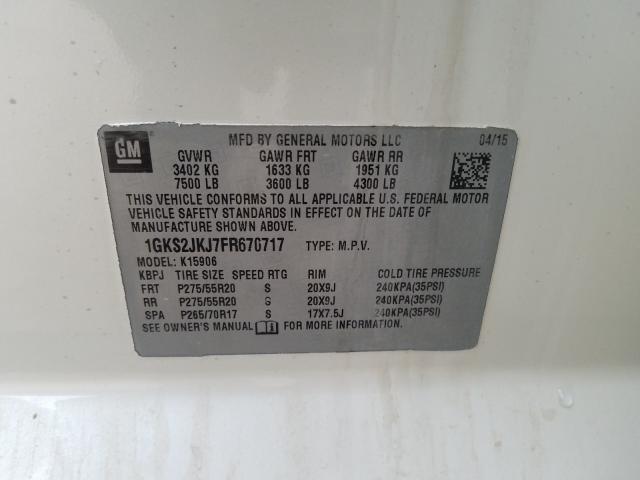 GM
MFD BY GENERAL MOTORS LLC 04/15
GVWR GAWR FRT GAWR RR
3402 KG 1633 KG 1951 KG
7500 LB 3600 LB 4300 LB
THIS VEHICLE CONFORMS TO ALL APPLICABLE U.S. FEDERAL MOTOR
VEHICLE SAFETY STANDARDS IN EFFECT ON THE DATE OF
MANUFACTURE SHOWN ABOVE.
1GKS2JKJ7FR670717 TYPE: M.P.V.
MODEL: K15906
KBPJ TIRE SIZE SPEED RTG RIM COLD TIRE PRESSURE
FRT P275/55R20 S 20X9J 240KPA(35PSI)
RR P275/55R20 S 20X9J 240KPA(35PSI)
SPA P265/70R17 S 17X7.5J 240KPA(35PSI)
SEE OWNER'S MANUAL FOR MORE INFORMATION.